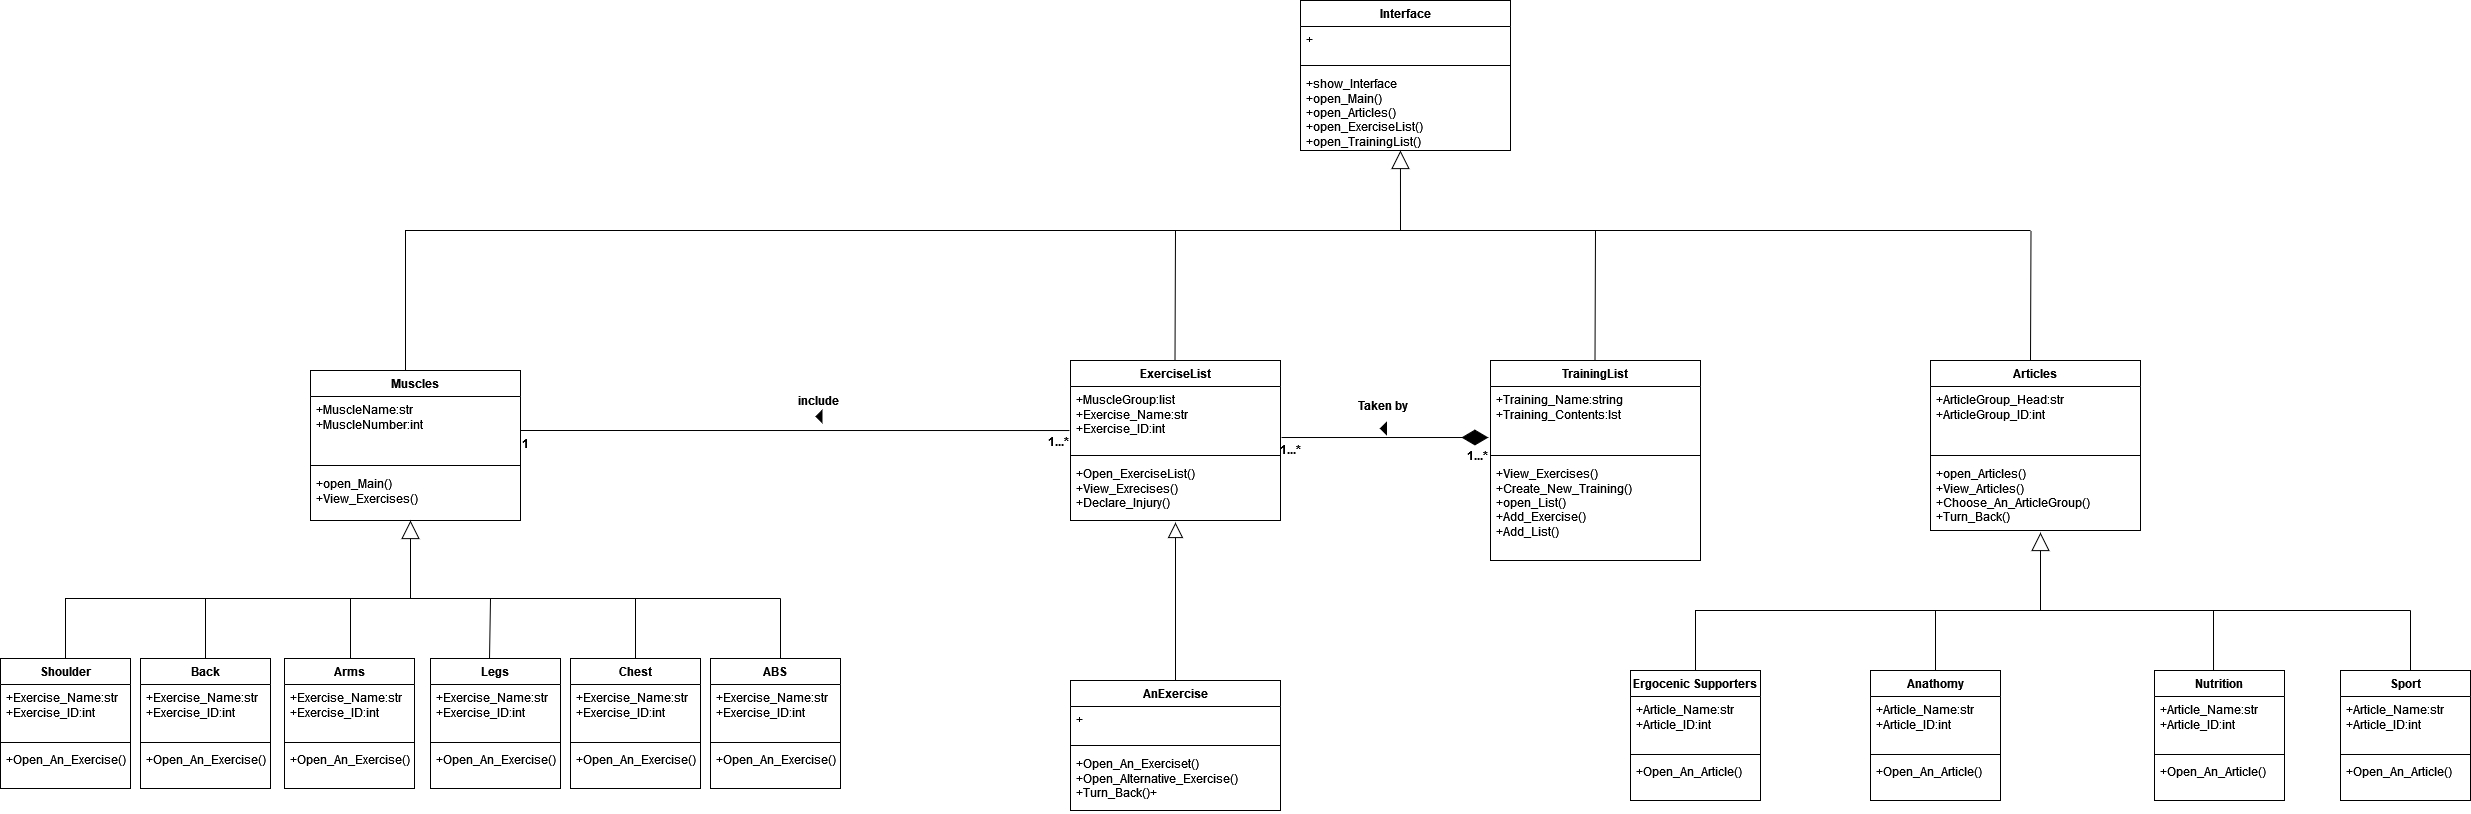 Interface
+
+show_Interface
+open_Main()
+open_Articles()
+open_ExerciseList()
+open_TrainingList()
Muscles
+MuscleName:str
+MuscleNumber:int
+open_Main()
+View_Exercises()
include
1
1...*
ExerciseList
+MuscleGroup:list
+Exercise_Name:str
+Exercise_ID:int
+Open_ExerciseList()
+View_Exrecises()
+Declare_Injury()
Taken by
1...*
1...*
TrainingList
+Training_Name:string
+Training_Contents:lst
+View_Exercises()
+Create_New_Training()
+open_List()
+Add_Exercise()
+Add_List()
Articles
+ArticleGroup_Head:str
+ArticleGroup_ID:int
+open_Articles()
+View_Articles()
+Choose_An_ArticleGroup()
+Turn_Back()
Shoulder
+Exercise_Name:str
+Exercise_ID:int
+Open_An_Exercise()
Back
+Exercise_Name:str
+Exercise_ID:int
+Open_An_Exercise()
Arms
+Exercise_Name:str
+Exercise_ID:int
+Open_An_Exercise()
Legs
+Exercise_Name:str
+Exercise_ID:int
+Open_An_Exercise()
Chest
+Exercise_Name:str
+Exercise_ID:int
+Open_An_Exercise()
ABS
+Exercise_Name:str
+Exercise_ID:int
+Open_An_Exercise()
AnExercise
+
+Open_An_Exerciset()
+Open_Alternative_Exercise()
+Turn_Back()+
Ergocenic Supporters
+Article_Name:str
+Article_ID:int
+Open_An_Article()
Anathomy
+Article_Name:str
+Article_ID:int
+Open_An_Article()
Nutrition
+Article_Name:str
+Article_ID:int
+Open_An_Article()
Sport
+Article_Name:str
+Article_ID:int
+Open_An_Article()